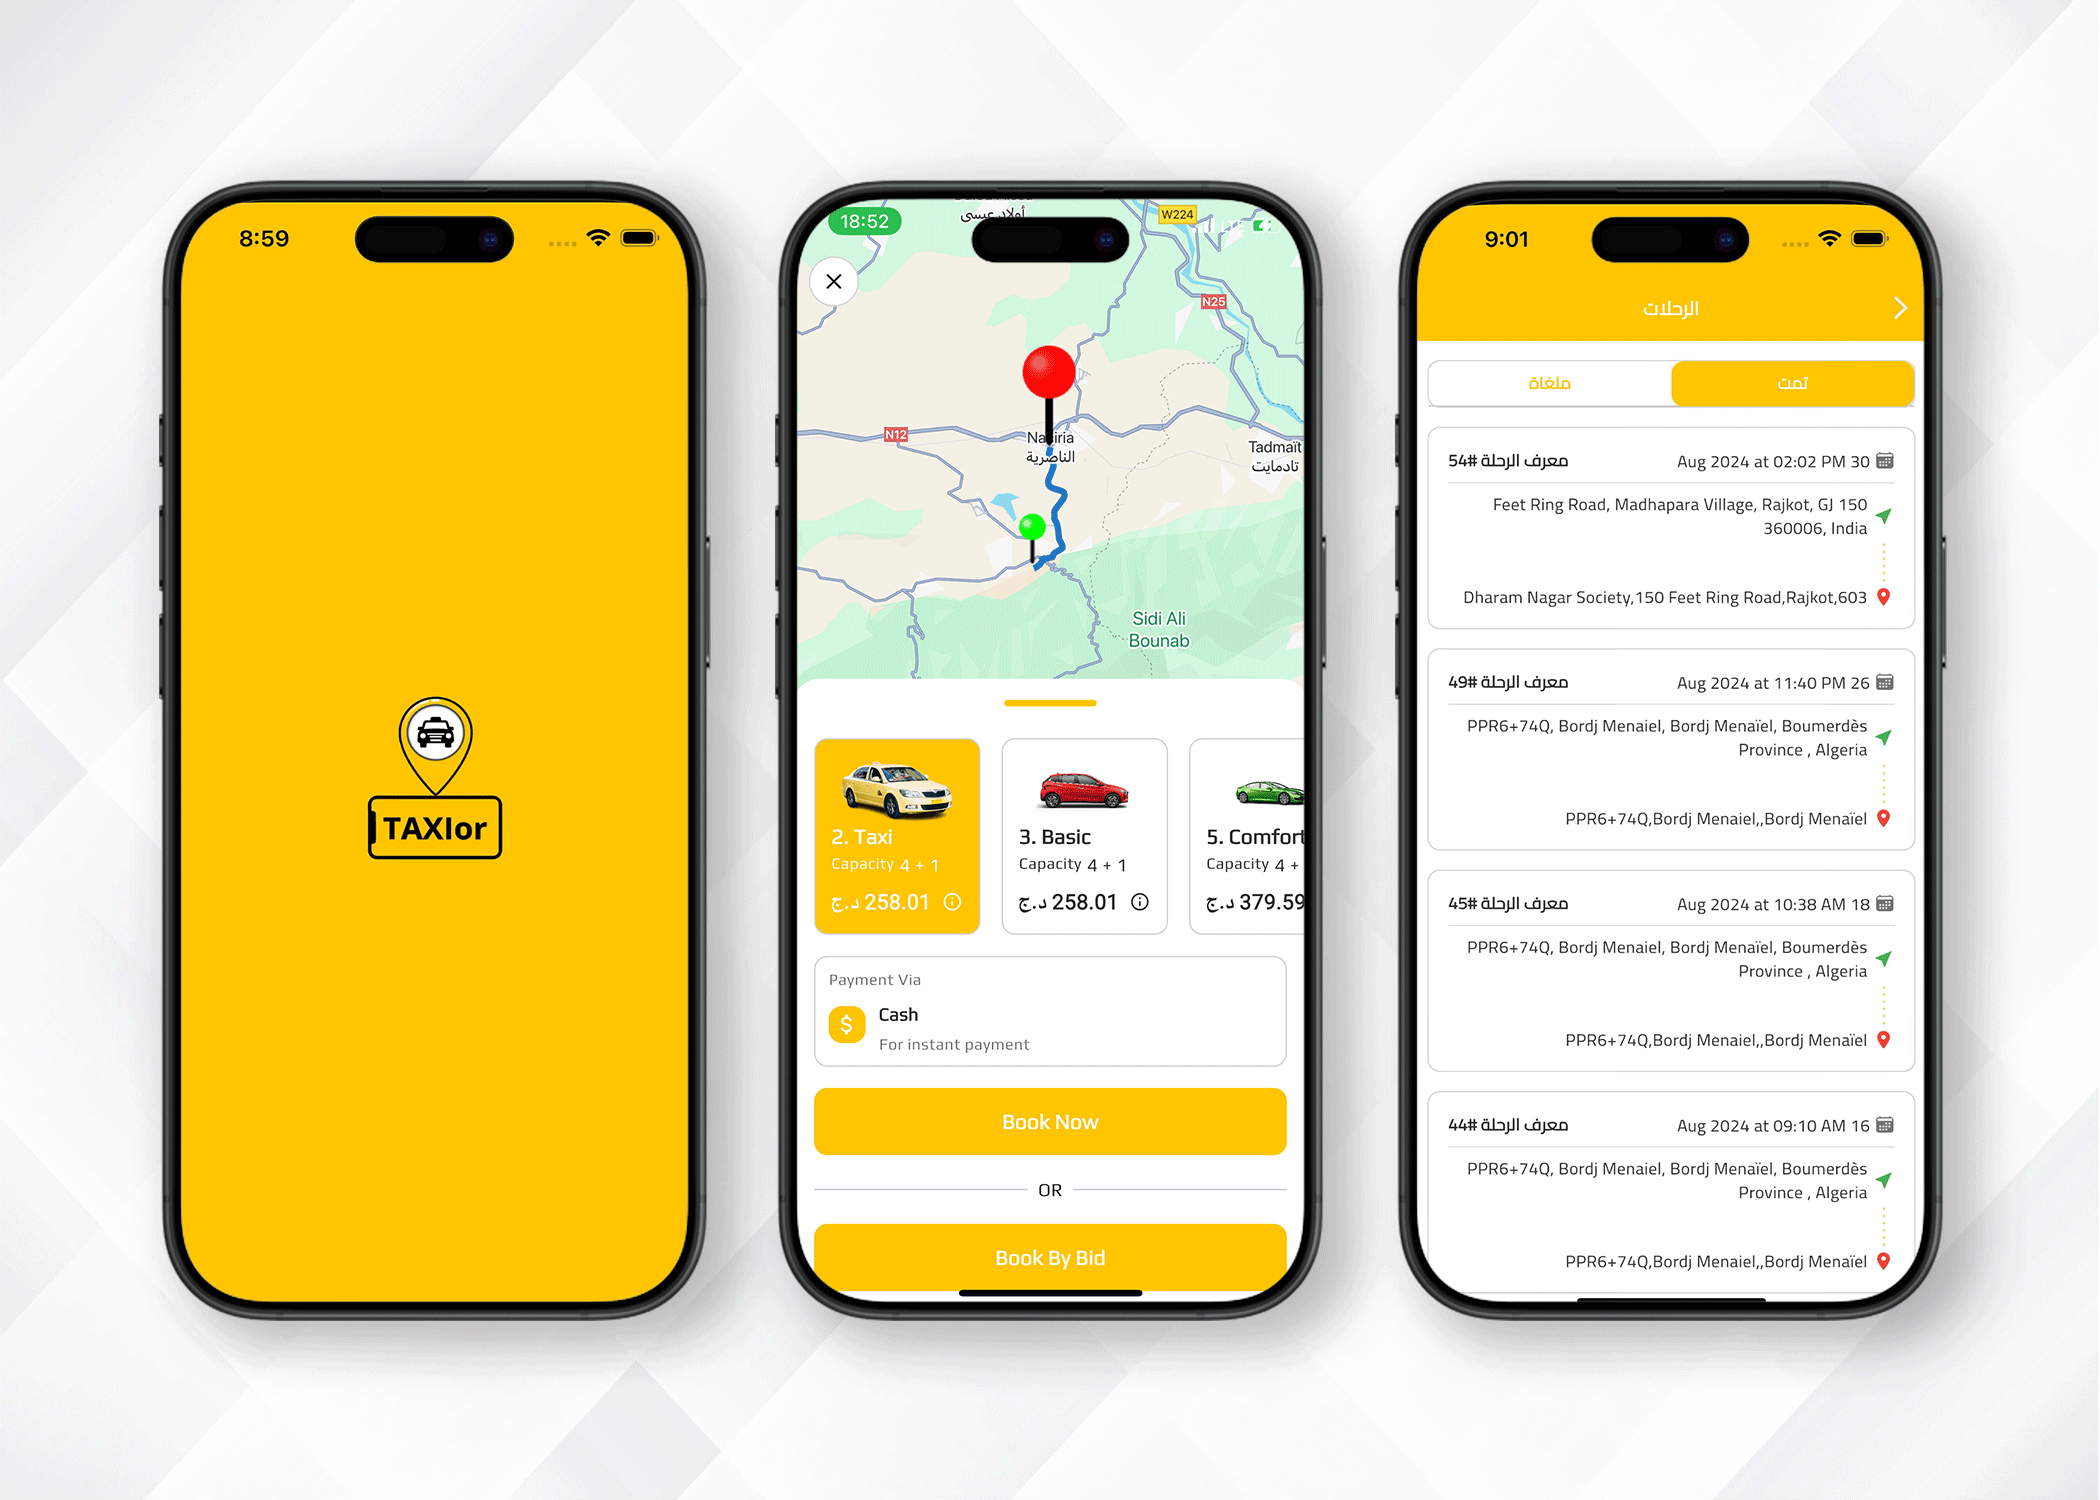 8:59
TAXIor
18:52
أولاد عيسى
W224
LTE
N25
N12
الناصرية
Tadmaït
تادمايت
Sidi Ali
Bounab
2. Taxi
Capacity 4 + 1
د.ج 258.01
3. Basic
Capacity 4 + 1
د.ج 258.01
5. Comfort
Capacity 4 +
د.ج 379.59
Payment Via
$
Cash
For instant payment
Book Now
OR
Book By Bid
9:01
الرحلات
تمت
ملغاة
معرف الرحلة #54
Aug 2024 at 02:02 PM 30
Feet Ring Road, Madhapara Village, Rajkot, GJ 150
360006, India
Dharam Nagar Society,150 Feet Ring Road,Rajkot,603
معرف الرحلة #49
Aug 2024 at 11:40 PM 26
PPR6+74Q, Bordj Menaiel, Bordj Menaïel, Boumerdès
Province , Algeria
PPR6+74Q,Bordj Menaiel,,Bordj Menaïel
معرف الرحلة #45
Aug 2024 at 10:38 AM 18
PPR6+74Q, Bordj Menaiel, Bordj Menaïel, Boumerdès
Province , Algeria
PPR6+74Q,Bordj Menaiel,,Bordj Menaïel
معرف الرحلة #44
Aug 2024 at 09:10 AM 16
PPR6+74Q, Bordj Menaiel, Bordj Menaïel, Boumerdès
Province , Algeria
PPR6+74Q,Bordj Menaiel,,Bordj Menaïel